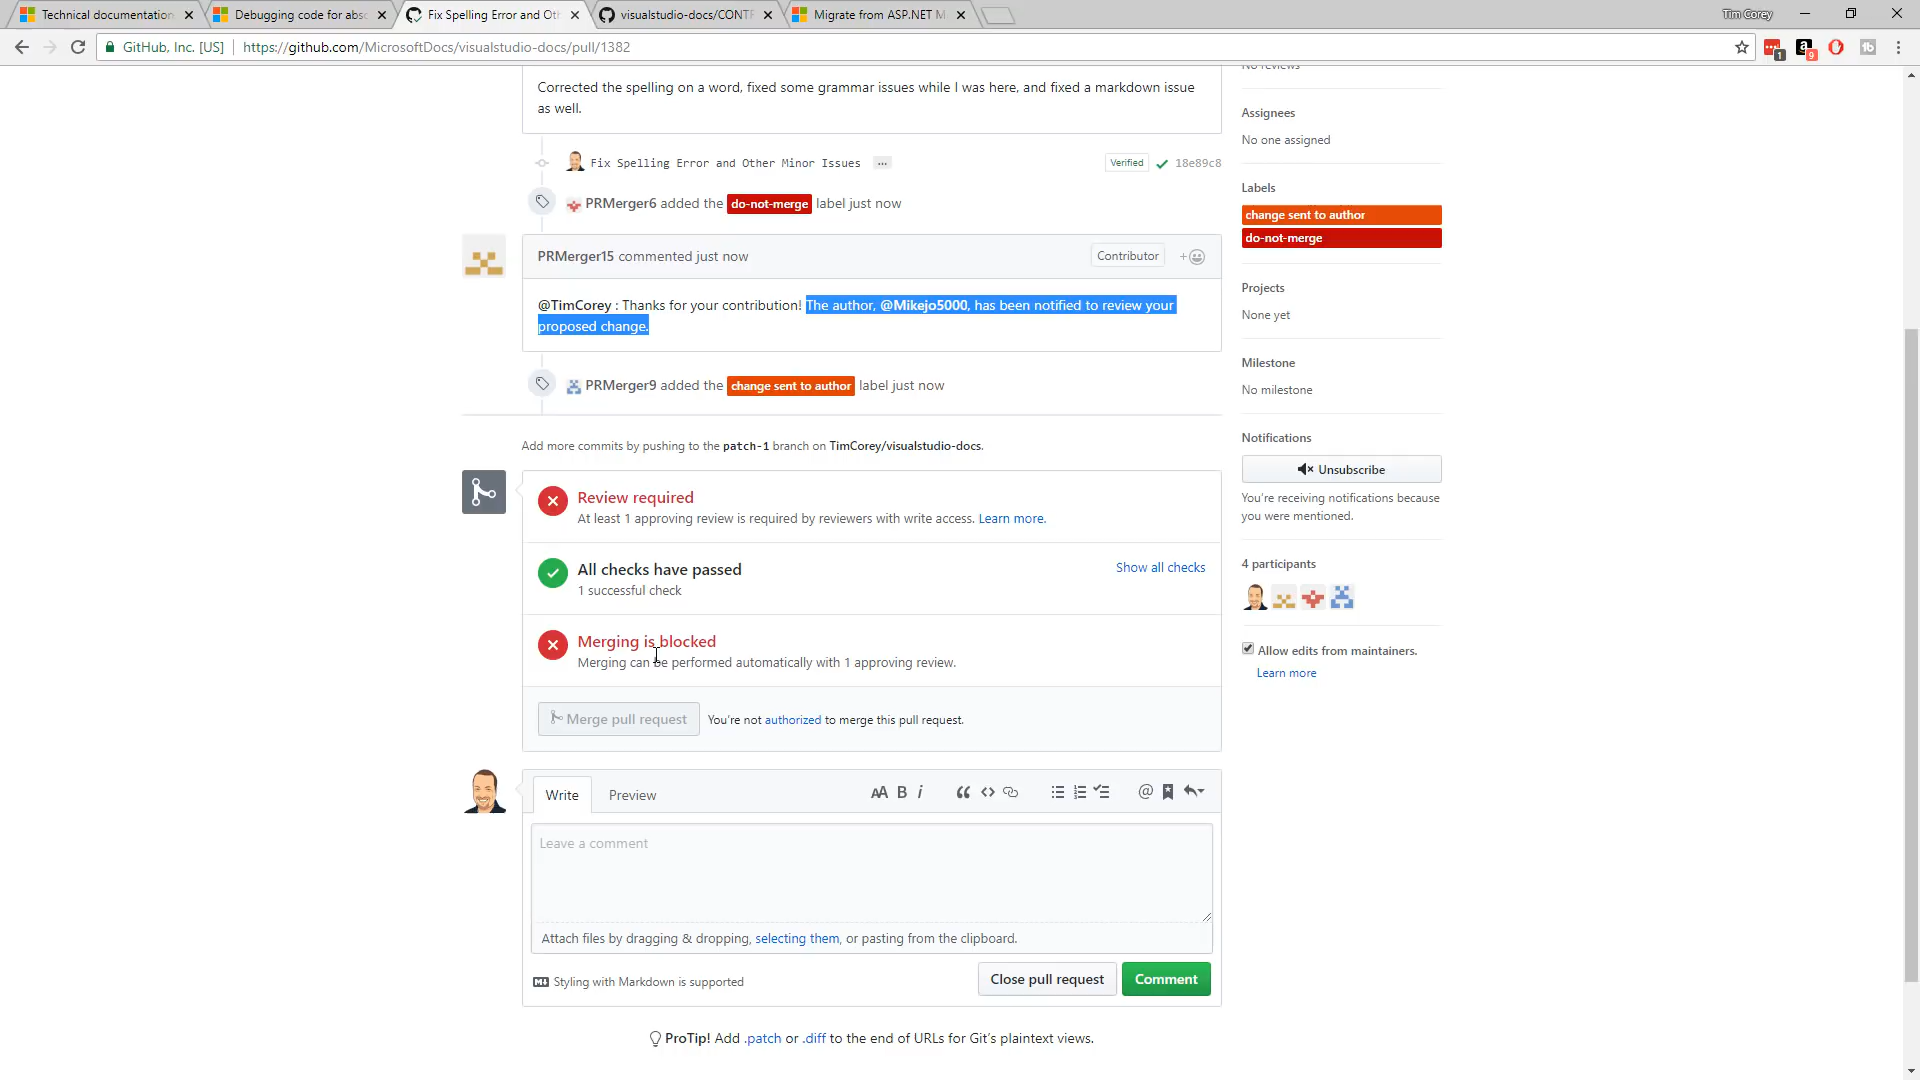 Technical documentation
Debugging code for abso
Fix Spelling Error and Oth
visualstudio-docs/CONTR
Migrate from ASP.NET M
Tim Corey
GitHub, Inc. [US]
https://github.com/MicrosoftDocs/visualstudio-docs/pull/1382
1
9
No reviews
Corrected the spelling on a word, fixed some grammar issues while I was here, and fixed a markdown issue
as well.
Fix Spelling Error and Other Minor Issues ...
Verified 18e89c8
PRMerger6 added the do-not-merge label just now
PRMerger15 commented just now
Contributor
@TimCorey : Thanks for your contribution! The author, @Mikejo5000, has been notified to review your
proposed change.
PRMerger9 added the change sent to author label just now
Add more commits by pushing to the patch-1 branch on TimCorey/visualstudio-docs.
Review required
At least 1 approving review is required by reviewers with write access. Learn more.
All checks have passed
1 successful check
Show all checks
Merging is blocked
Merging can be performed automatically with 1 approving review.
Merge pull request
You're not authorized to merge this pull request.
Write
Preview
AA B i
Leave a comment
Attach files by dragging & dropping, selecting them, or pasting from the clipboard.
Styling with Markdown is supported
Close pull request
Comment
ProTip! Add .patch or .diff to the end of URLs for Git's plaintext views.
Assignees
No one assigned
Labels
change sent to author
do-not-merge
Projects
None yet
Milestone
No milestone
Notifications
Unsubscribe
You're receiving notifications because
you were mentioned.
4 participants
Allow edits from maintainers.
Learn more